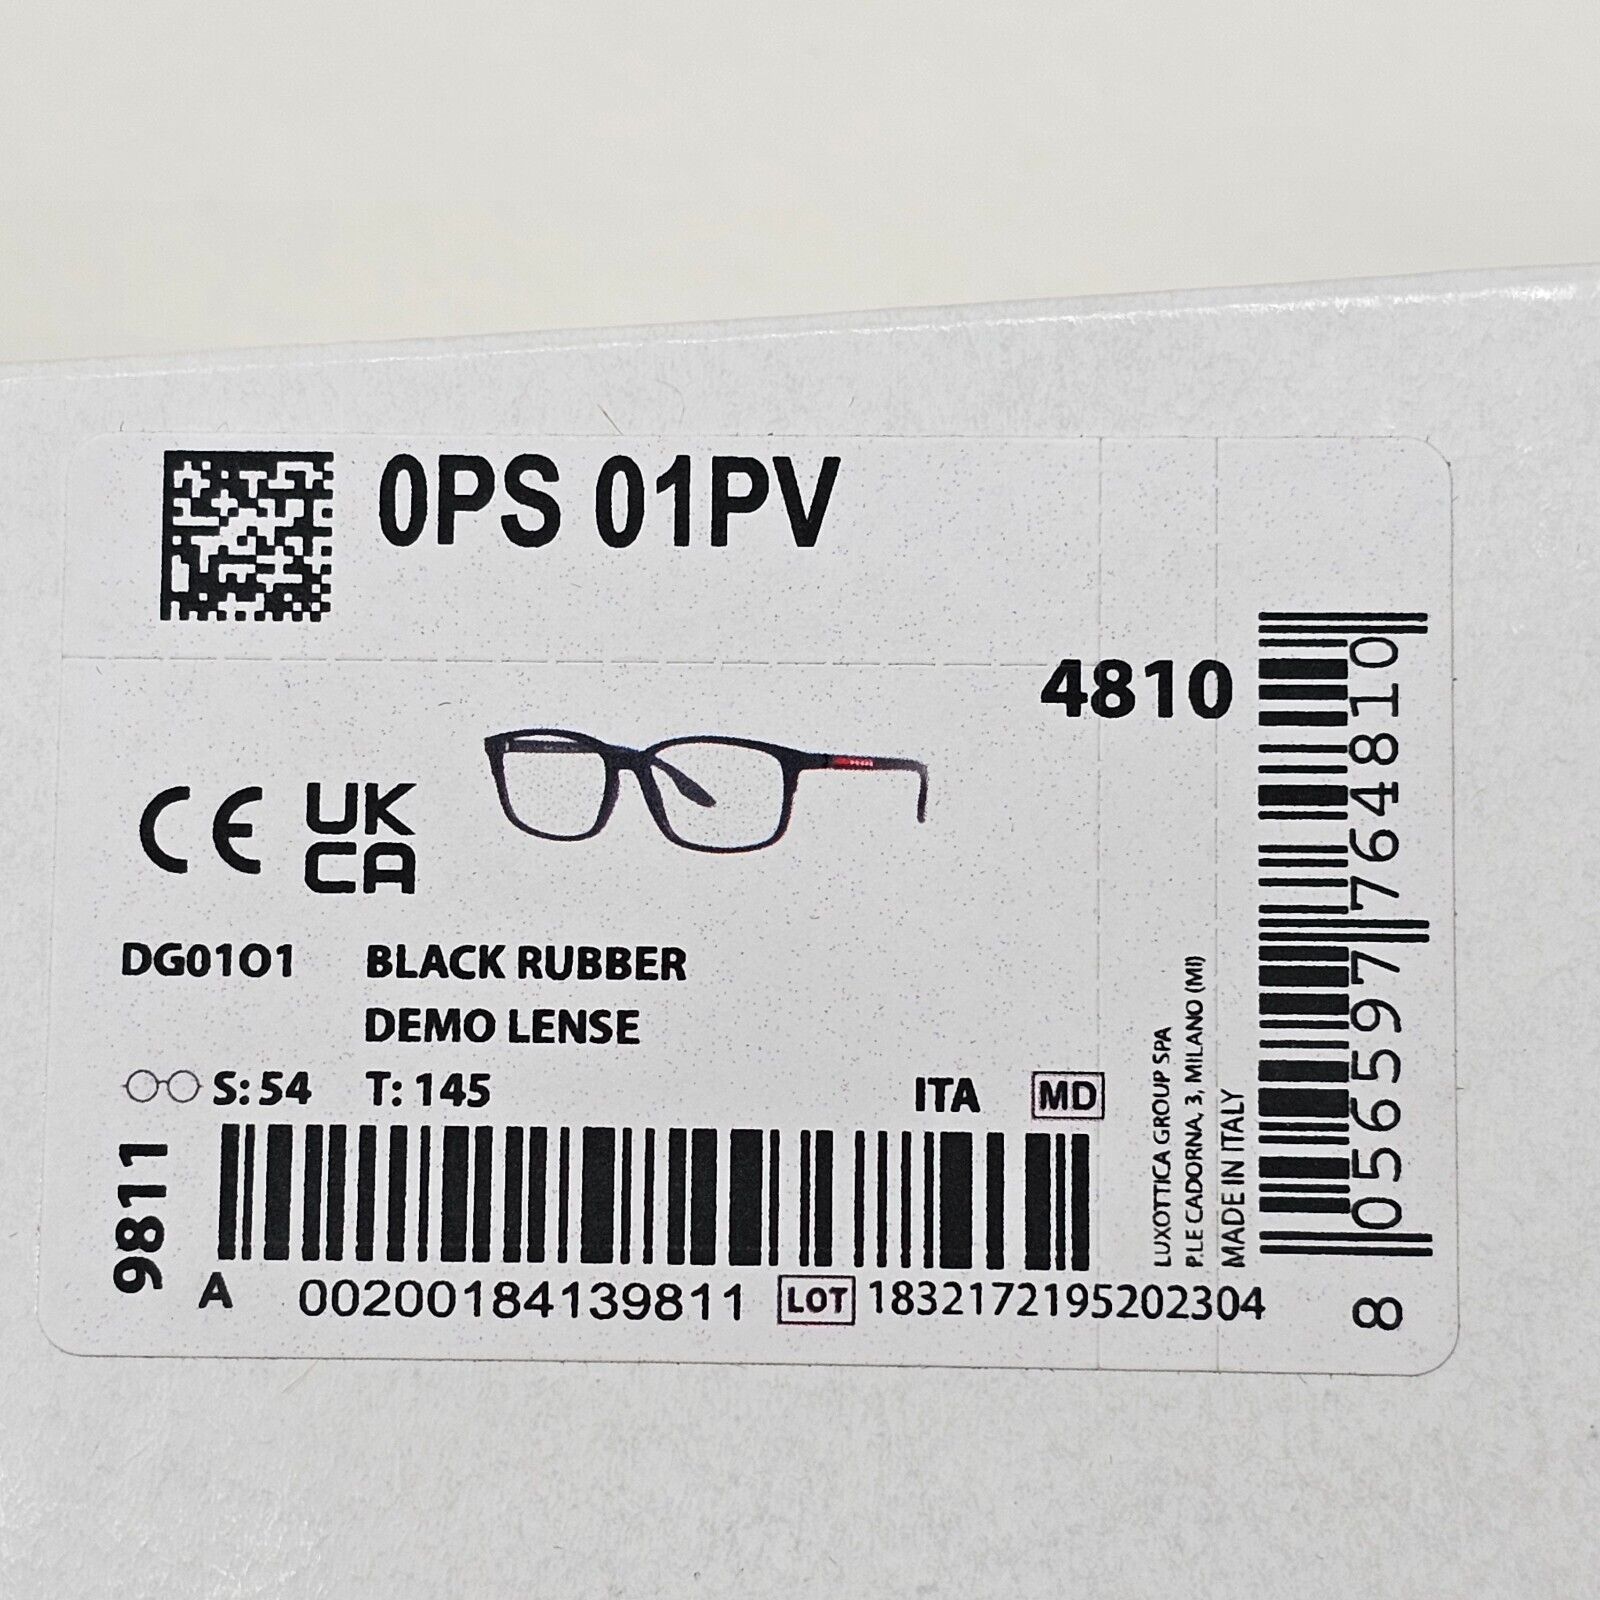 0PS 01PV
4810
CE
UK
CA
DG01O1 BLACK RUBBER
DEMO LENSE
S: 54 T: 145 ITA MD
9811
A 00200184139811 LOT 1832172195202304
LUXOTTICA GROUP SPA
P.LE CADORNA, 3, MILANO (MI)
MADE IN ITALY
8 056597 764810